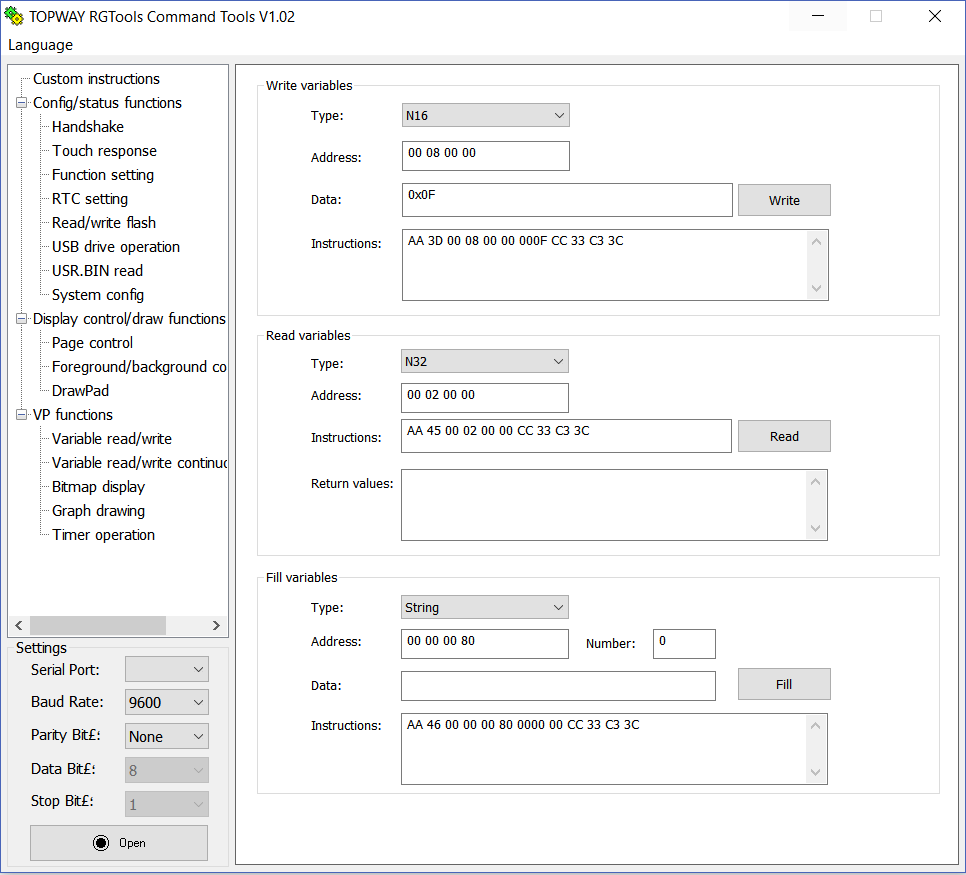 TOPWAY RGTools Command Tools V1.02
Language
Custom instructions
Config/status functions
Handshake
Touch response
Function setting
RTC setting
Read/write flash
USB drive operation
USR.BIN read
System config
Display control/draw functions
Page control
Foreground/background co
DrawPad
VP functions
Variable read/write
Variable read/write continuo
Bitmap display
Graph drawing
Timer operation
Settings
Serial Port:
Baud Rate: 9600
Parity Bit£: None
Data Bit£: 8
Stop Bit£: 1
Open
Write variables
Type: N16
Address: 00 08 00 00
Data: 0x0F Write
Instructions: AA 3D 00 08 00 00 000F CC 33 C3 3C
Read variables
Type: N32
Address: 00 02 00 00
Instructions: AA 45 00 02 00 00 CC 33 C3 3C Read
Return values:
Fill variables
Type: String
Address: 00 00 00 80 Number: 0
Data: Fill
Instructions: AA 46 00 00 00 80 0000 00 CC 33 C3 3C